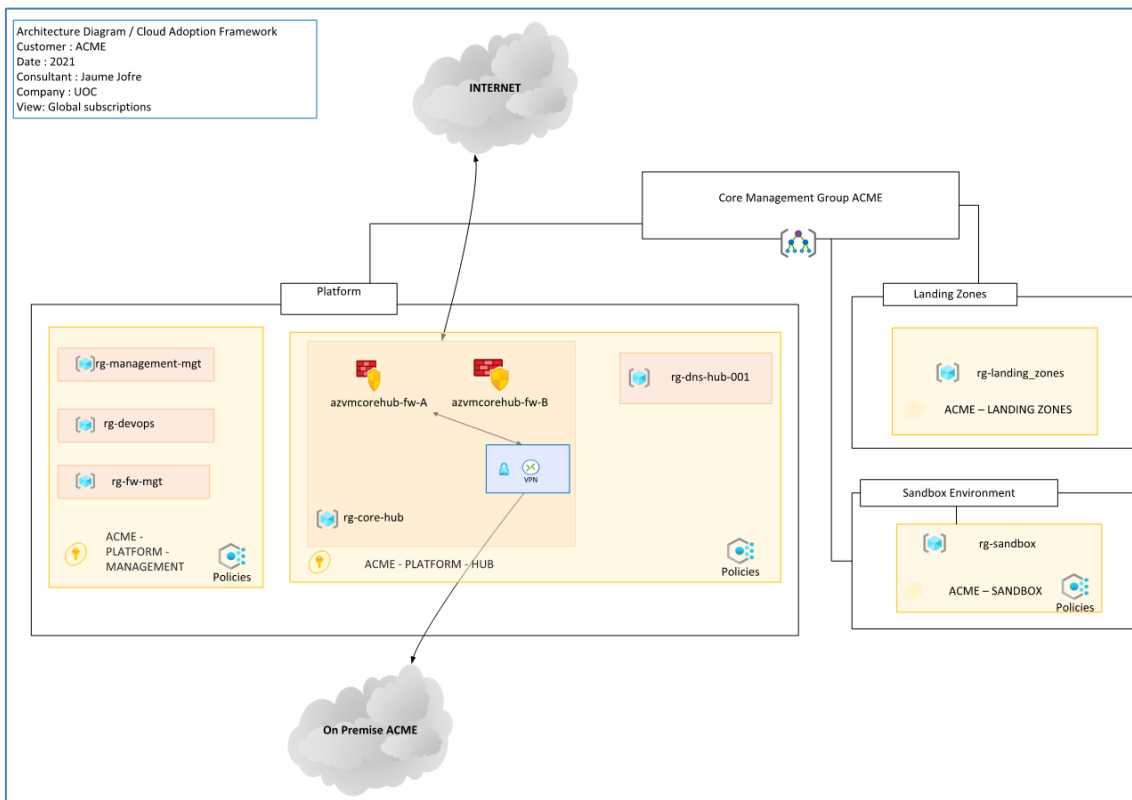 Architecture Diagram / Cloud Adoption Framework
Customer : ACME
Date : 2021
Consultant : Jaume Jofre
Company : UOC
View: Global subscriptions
INTERNET
Core Management Group ACME
Platform
Landing Zones
rg-management-mgt
rg-devops
rg-fw-mgt
ACME -
PLATFORM -
MANAGEMENT
Policies
azvmcorehub-fw-A
azvmcorehub-fw-B
VPN
rg-core-hub
rg-dns-hub-001
ACME - PLATFORM - HUB
Policies
rg-landing_zones
ACME – LANDING ZONES
Sandbox Environment
rg-sandbox
ACME – SANDBOX
Policies
On Premise ACME